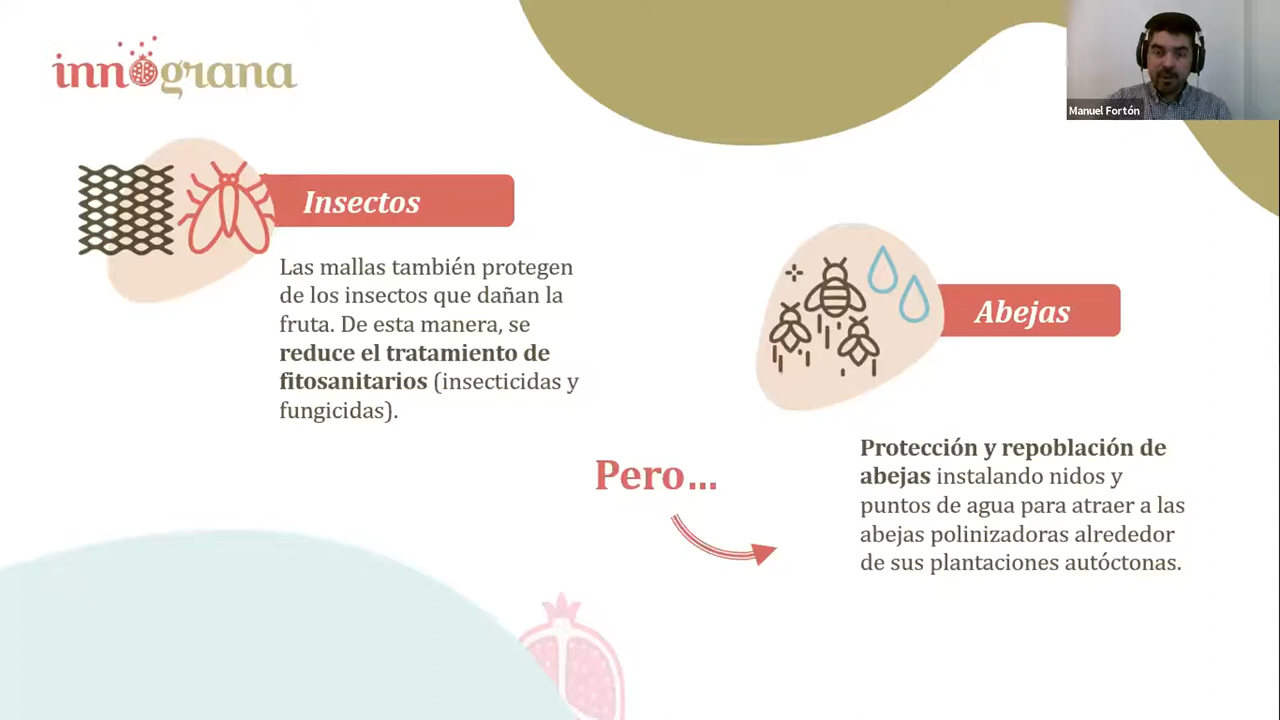 innograna
Manuel Fortón
Insectos
Las mallas también protegen
de los insectos que dañan la
fruta. De esta manera, se
reduce el tratamiento de
fitosanitarios (insecticidas y
fungicidas).
Pero...
Abejas
Protección y repoblación de
abejas instalando nidos y
puntos de agua para atraer a las
abejas polinizadoras alrededor
de sus plantaciones autóctonas.